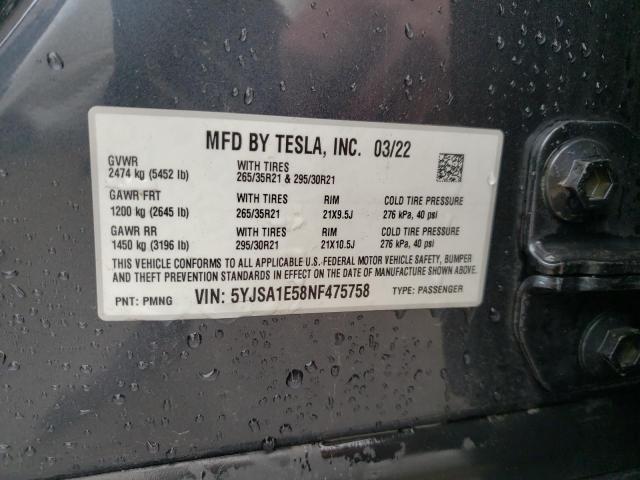 MFD BY TESLA, INC. 03/22
GVWR WITH TIRES
2474 kg (5452 lb) 265/35R21 & 295/30R21
GAWR FRT WITH TIRES RIM COLD TIRE PRESSURE
1200 kg (2645 lb) 265/35R21 21X9.5J 276 kPa, 40 psi
GAWR RR WITH TIRES RIM COLD TIRE PRESSURE
1450 kg (3196 lb) 295/30R21 21X10.5J 276 kPa, 40 psi
THIS VEHICLE CONFORMS TO ALL APPLICABLE U.S. FEDERAL MOTOR VEHICLE SAFETY, BUMPER
AND THEFT PREVENTION STANDARDS IN EFFECT ON THE DATE OF MANUFACTURE SHOWN ABOVE.
PNT: PMNG VIN: 5YJSA1E58NF475758 TYPE: PASSENGER